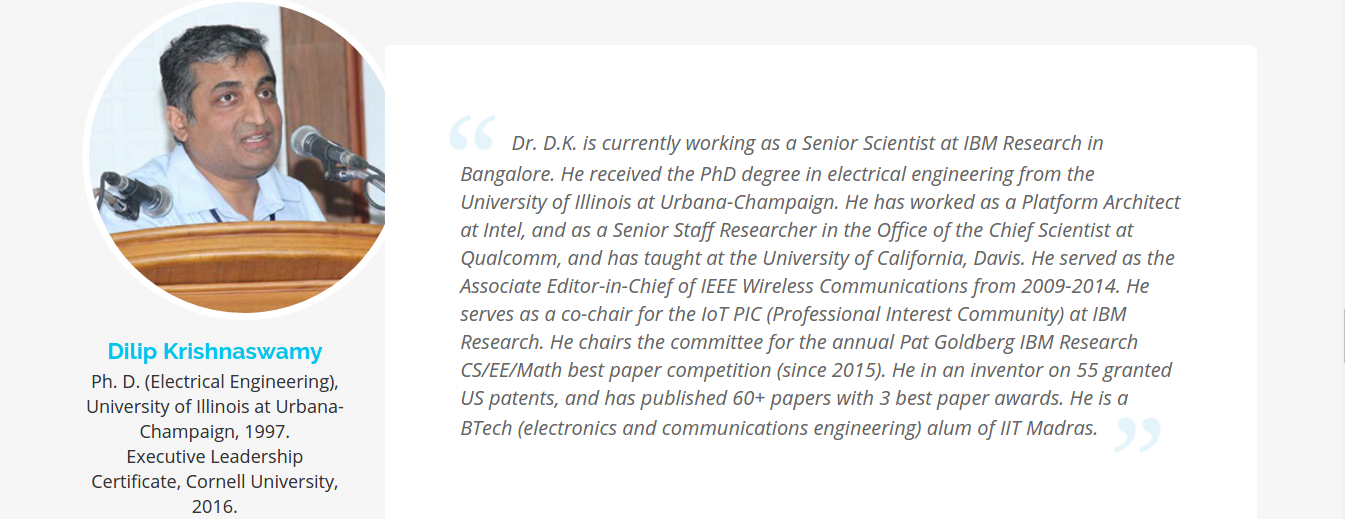 Dilip Krishnaswamy
Ph. D. (Electrical Engineering),
University of Illinois at Urbana-
Champaign, 1997.
Executive Leadership
Certificate, Cornell University,
2016.
“ Dr. D.K. is currently working as a Senior Scientist at IBM Research in
Bangalore. He received the PhD degree in electrical engineering from the
University of Illinois at Urbana-Champaign. He has worked as a Platform Architect
at Intel, and as a Senior Staff Researcher in the Office of the Chief Scientist at
Qualcomm, and has taught at the University of California, Davis. He served as the
Associate Editor-in-Chief of IEEE Wireless Communications from 2009-2014. He
serves as a co-chair for the IoT PIC (Professional Interest Community) at IBM
Research. He chairs the committee for the annual Pat Goldberg IBM Research
CS/EE/Math best paper competition (since 2015). He in an inventor on 55 granted
US patents, and has published 60+ papers with 3 best paper awards. He is a
BTech (electronics and communications engineering) alum of IIT Madras. ”